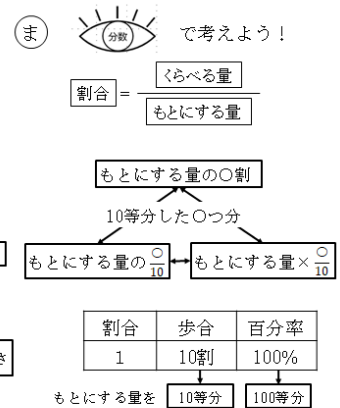 ま 分数 で考えよう！
割合 = くらべる量
もとにする量
もとにする量の○割
10等分した○つ分
もとにする量の○/10 もとにする量×○/10
割合 歩合 百分率
1 10割 100%
さ
もとにする量を 10等分 100等分